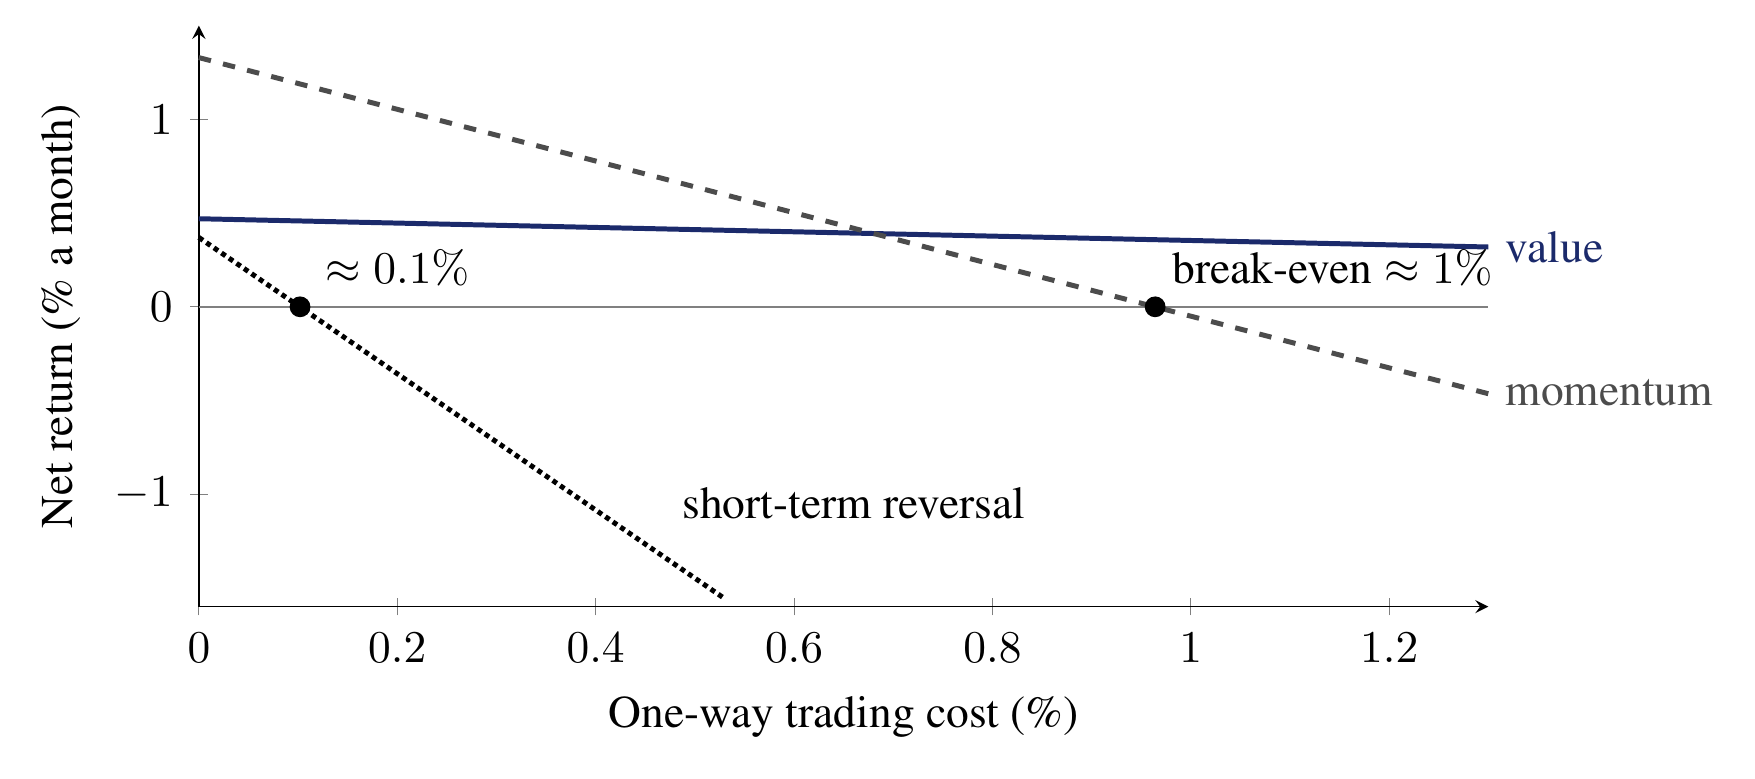 Net return (% a month)
1
0
−1
≈ 0.1%
break-even ≈ 1%
value
momentum
short-term reversal
0 0.2 0.4 0.6 0.8 1 1.2
One-way trading cost (%)